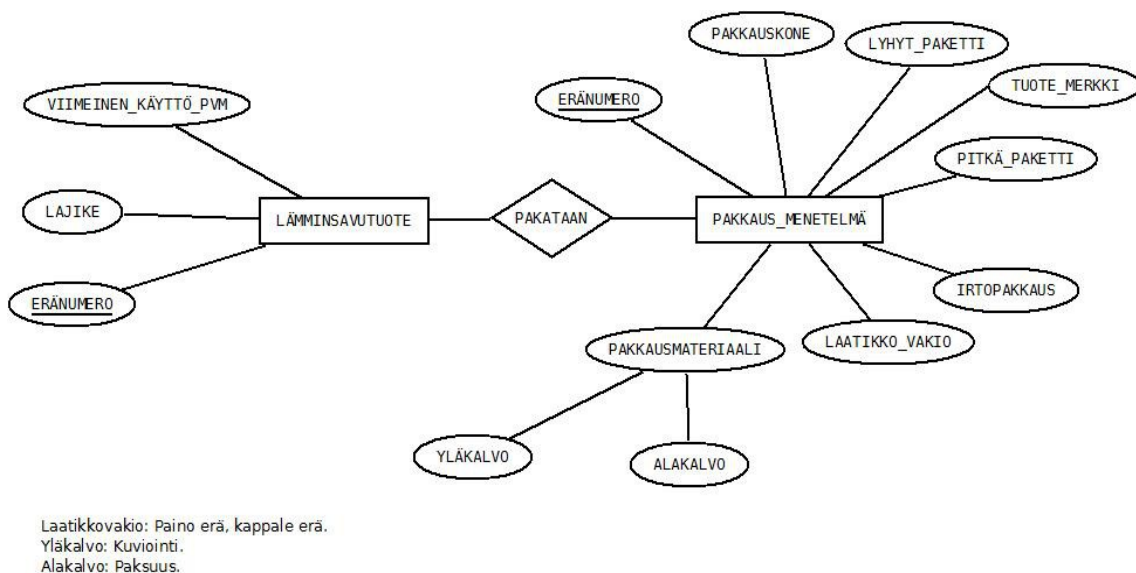 PAKKAUSKONE
LYHYT_PAKETTI
TUOTE_MERKKI
VIIMEINEN_KÄYTTÖ_PVM
ERÄNUMERO
PITKÄ_PAKETTI
LAJIKE
LÄMMINSAVUTUOTE
PAKATAAN
PAKKAUS_MENETELMÄ
ERÄNUMERO
IRTOPAKKAUS
PAKKAUSMATERIAALI
LAATIKKO_VAKIO
YLÄKALVO
ALAKALVO
Laatikkovakio: Paino erä, kappale erä.
Yläkalvo: Kuviointi.
Alakalvo: Paksuus.